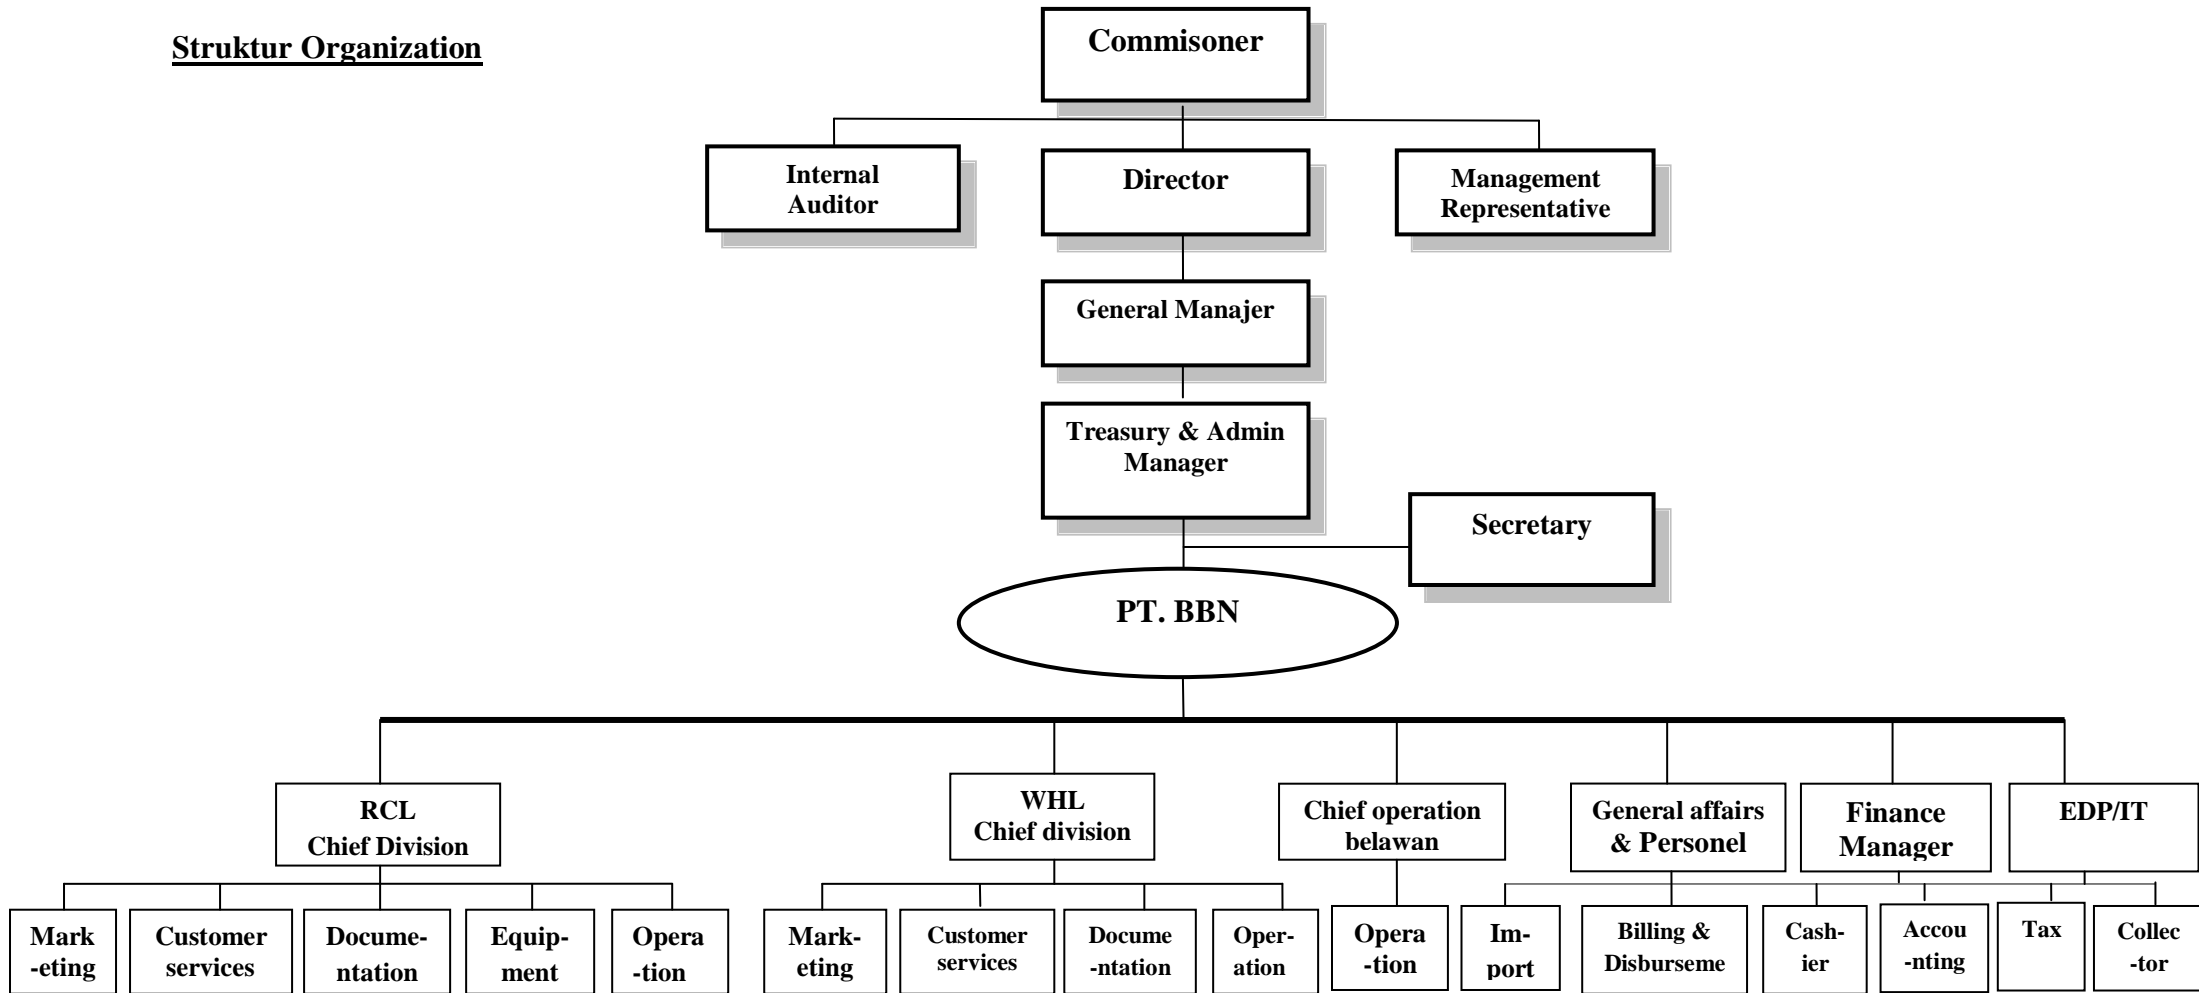 Struktur Organization
Commisoner
Internal
Auditor
Director
Management
Representative
General Manajer
Treasury & Admin
Manager
Secretary
PT. BBN
RCL
Chief Division
WHL
Chief division
Chief operation
belawan
General affairs
& Personel
Finance
Manager
EDP/IT
Mark
-eting
Customer
services
Docume-
ntation
Equip-
ment
Opera
-tion
Mark-
eting
Customer
services
Docume
-ntation
Oper-
ation
Opera
-tion
Im-
port
Billing &
Disburseme
Cash-
ier
Accou
-nting
Tax
Collec
-tor